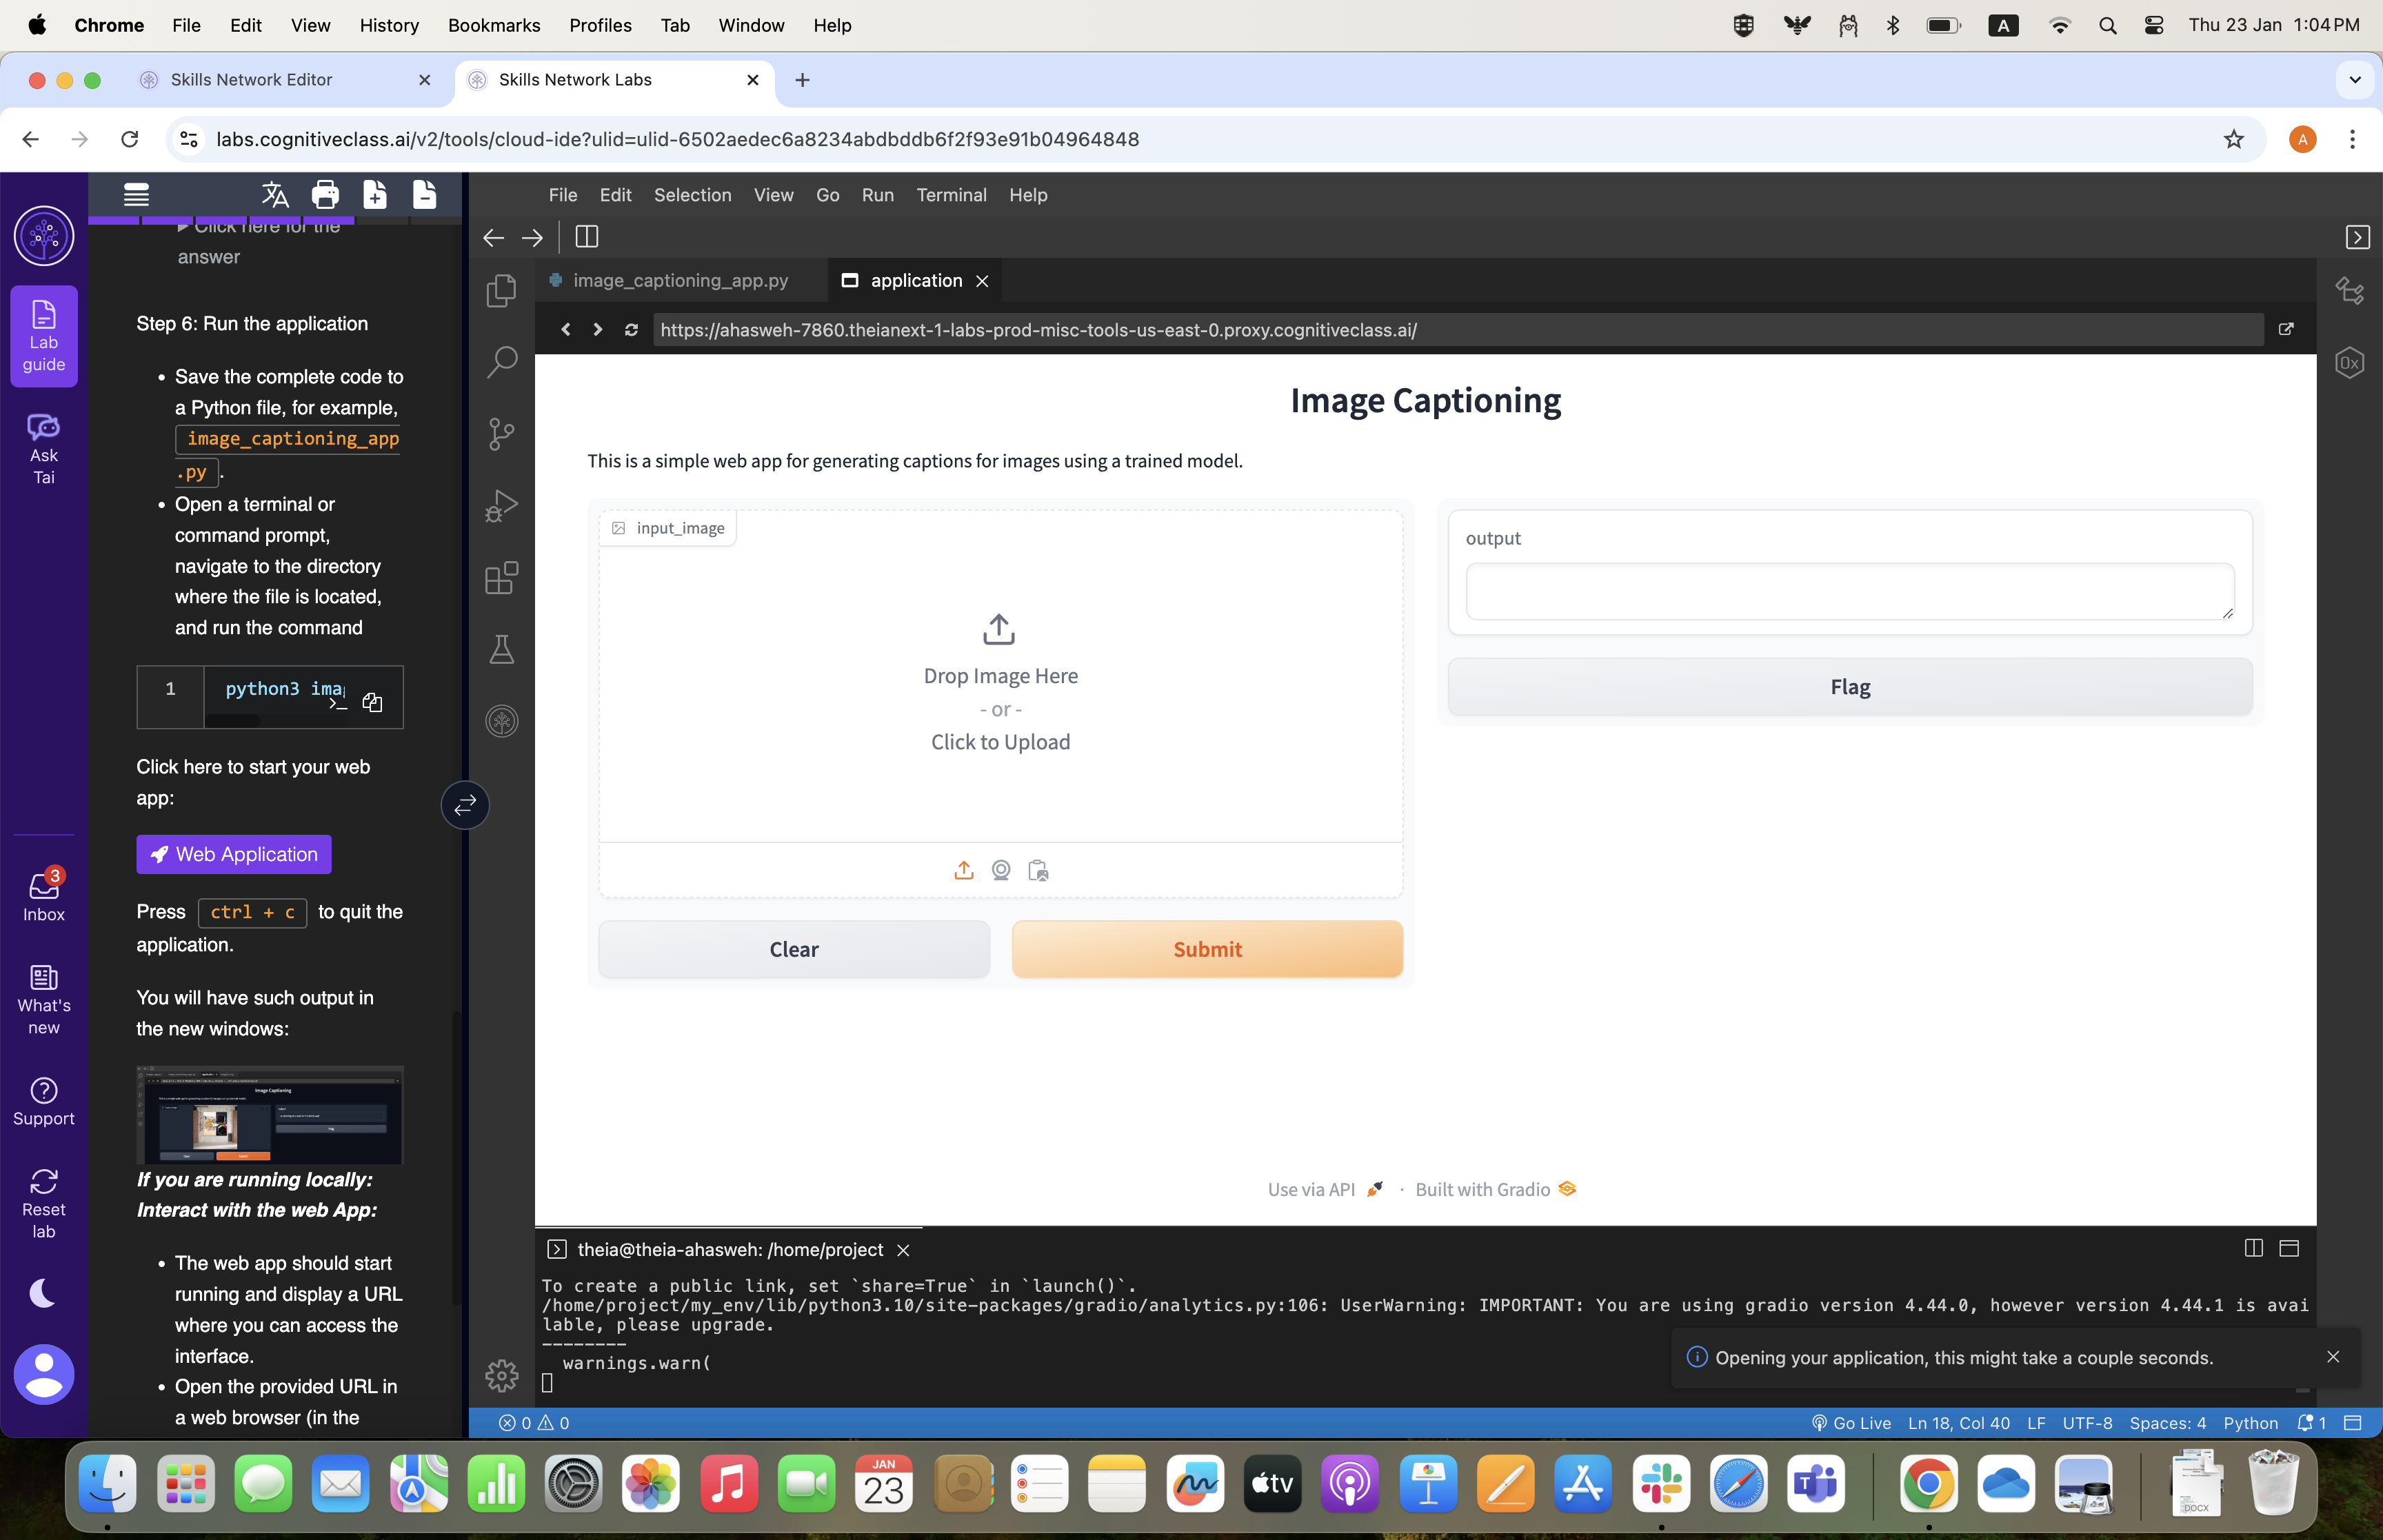 Chrome File Edit View History Bookmarks Profiles Tab Window Help A Thu 23 Jan 1:04 PM
Skills Network Editor Skills Network Labs
labs.cognitiveclass.ai/v2/tools/cloud-ide?ulid=ulid-6502aedec6a8234abdbddb6f2f93e91b04964848 A
Lab
guide
Ask
Tai
3
Inbox
What's
new
Support
Reset
lab
Click here for the
answer
Step 6: Run the application
• Save the complete code to
a Python file, for example,
image_captioning_app
.py .
• Open a terminal or
command prompt,
navigate to the directory
where the file is located,
and run the command
1 python3 ima
Click here to start your web
app:
Web Application
Press ctrl + c to quit the
application.
You will have such output in
the new windows:
Image Captioning
If you are running locally:
Interact with the web App:
• The web app should start
running and display a URL
where you can access the
interface.
• Open the provided URL in
a web browser (in the
File Edit Selection View Go Run Terminal Help
image_captioning_app.py application
https://ahasweh-7860.theianext-1-labs-prod-misc-tools-us-east-0.proxy.cognitiveclass.ai/
0x
Image Captioning
This is a simple web app for generating captions for images using a trained model.
input_image
Drop Image Here
- or -
Click to Upload
Clear Submit
output
Flag
Use via API · Built with Gradio
theia@theia-ahasweh: /home/project
To create a public link, set `share=True` in `launch()`.
/home/project/my_env/lib/python3.10/site-packages/gradio/analytics.py:106: UserWarning: IMPORTANT: You are using gradio version 4.44.0, however version 4.44.1 is avai
lable, please upgrade.
--------
warnings.warn(
Opening your application, this might take a couple seconds.
0 0 Go Live Ln 18, Col 40 LF UTF-8 Spaces: 4 Python 1
JAN
23
tv
T
DOCX